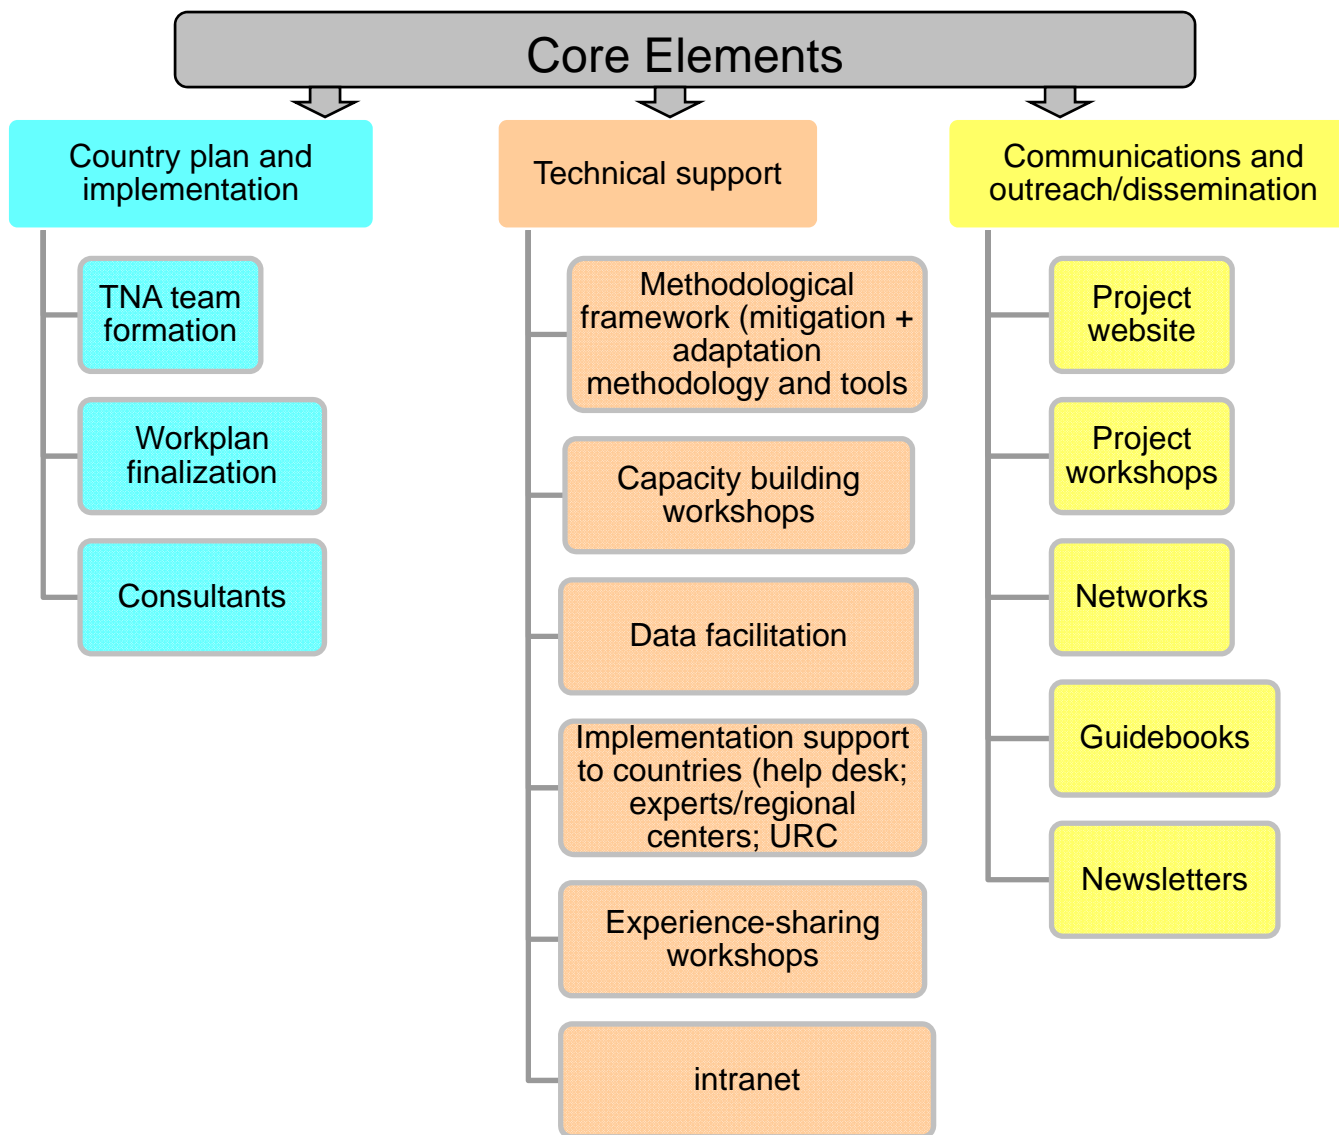 Core Elements
Country plan and
implementation
TNA team
formation
Workplan
finalization
Consultants
Technical support
Methodological
framework (mitigation +
adaptation
methodology and tools
Capacity building
workshops
Data facilitation
Implementation support
to countries (help desk;
experts/regional
centers; URC
Experience-sharing
workshops
intranet
Communications and
outreach/dissemination
Project
website
Project
workshops
Networks
Guidebooks
Newsletters